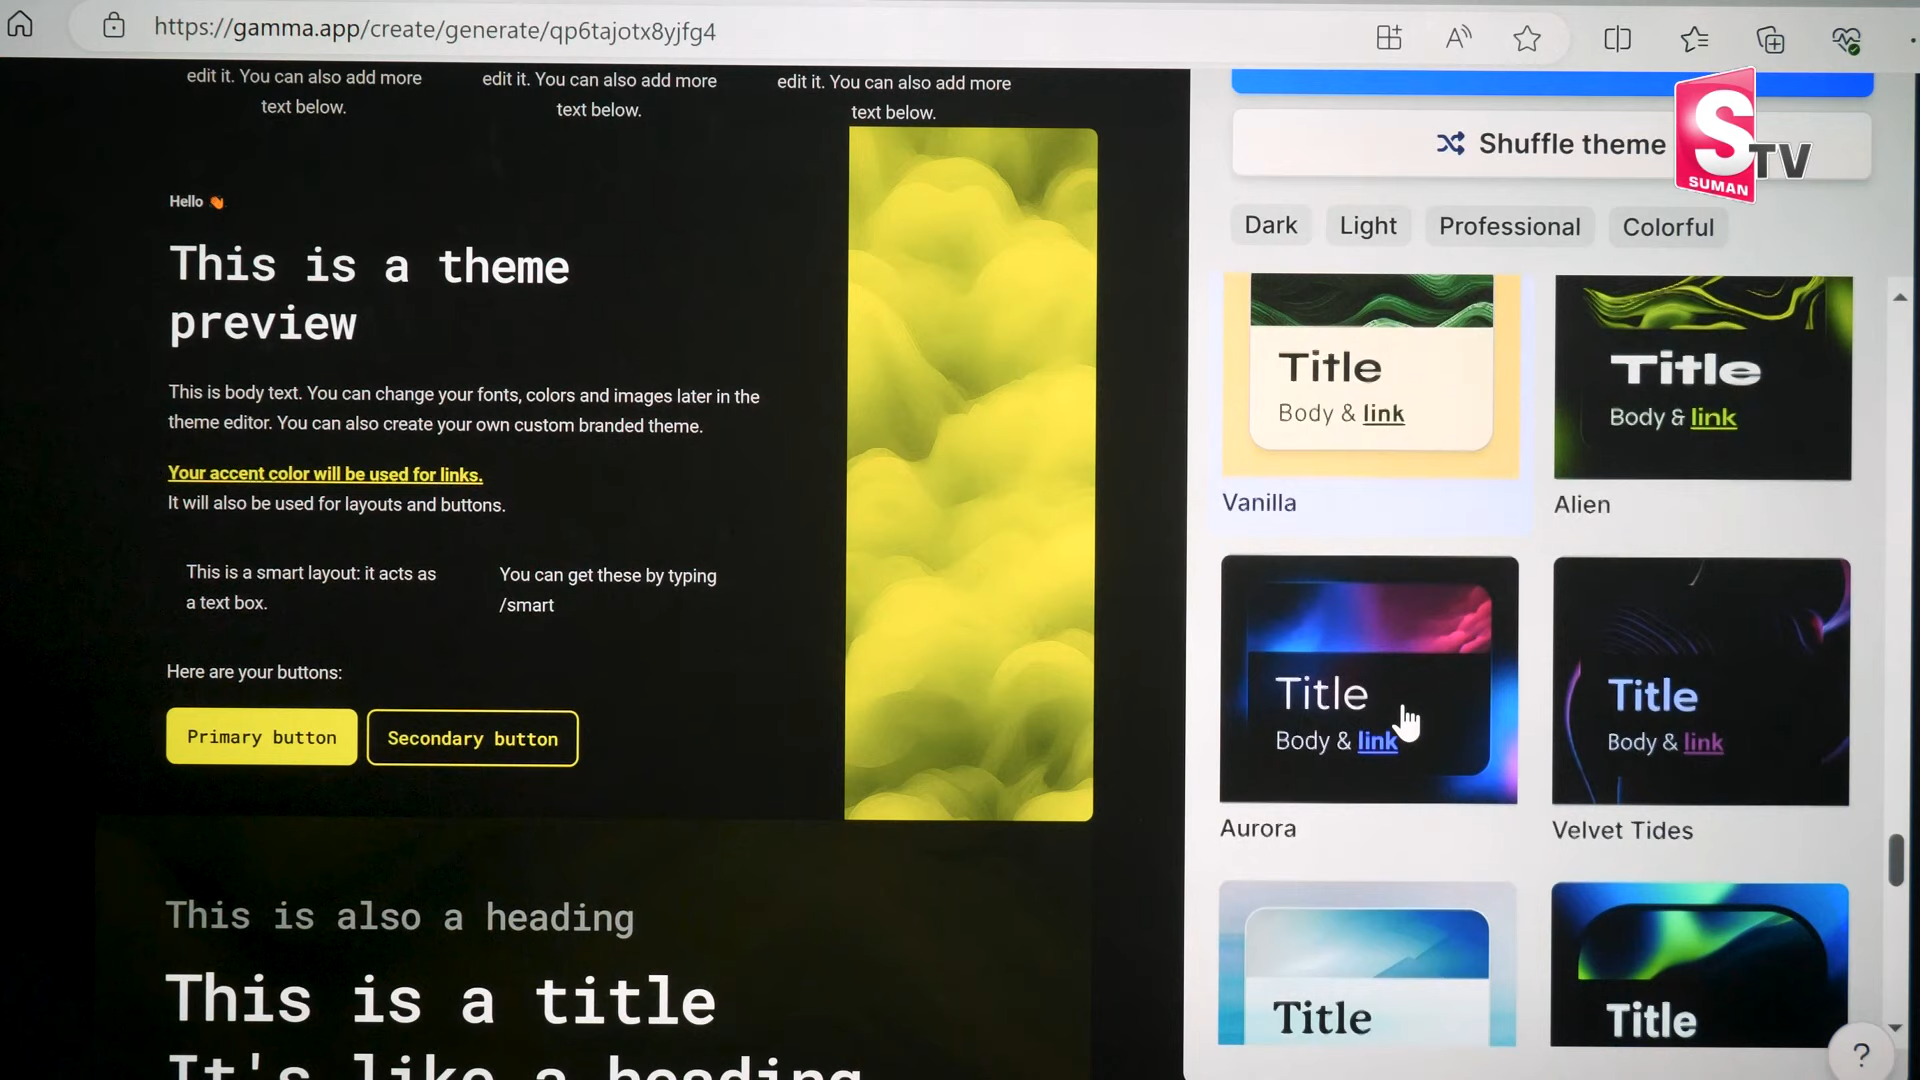 https://gamma.app/create/generate/qp6tajotx8yjfg4
edit it. You can also add more
text below.
edit it. You can also add more
text below.
edit it. You can also add more
text below.
Hello
This is a theme
preview
This is body text. You can change your fonts, colors and images later in the
theme editor. You can also create your own custom branded theme.
Your accent color will be used for links.
It will also be used for layouts and buttons.
This is a smart layout: it acts as
a text box.
You can get these by typing
/smart
Here are your buttons:
Primary button
Secondary button
This is also a heading
This is a title
It's like a heading
Shuffle theme
S
TV
SUMAN
Dark
Light
Professional
Colorful
Title
Body & link
Vanilla
Title
Body & link
Alien
Title
Body & link
Aurora
Title
Body & link
Velvet Tides
Title
Title
?